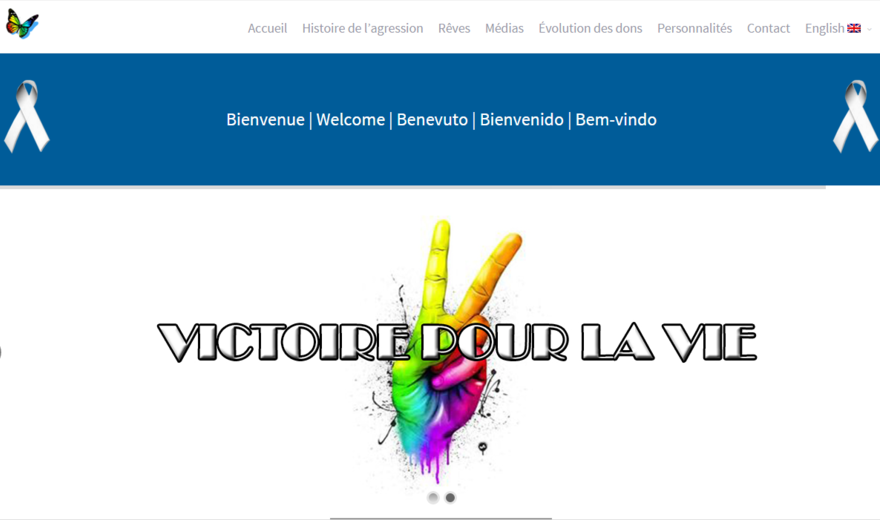 Accueil Histoire de l'agression Rêves Médias Évolution des dons Personnalités Contact English
Bienvenue | Welcome | Benevuto | Bienvenido | Bem-vindo
VICTOIRE POUR LA VIE